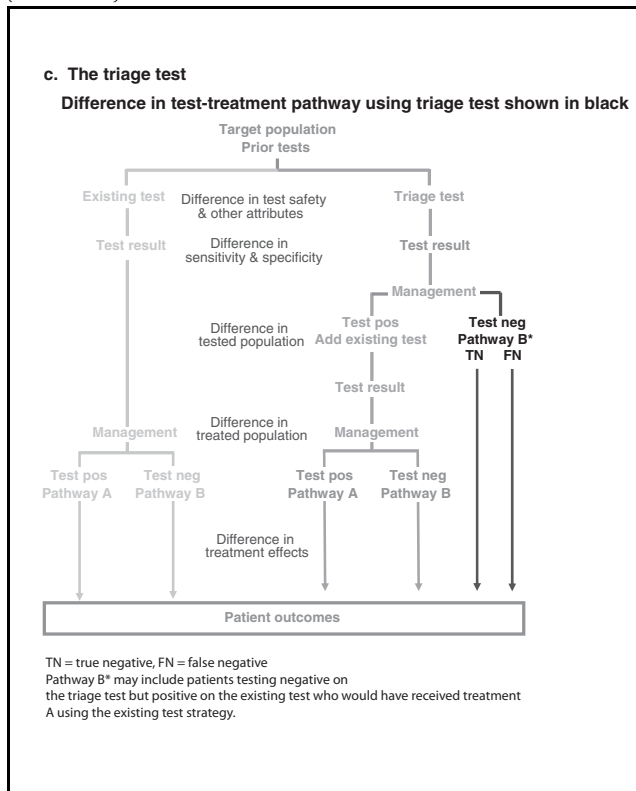 c. The triage test
Difference in test-treatment pathway using triage test shown in black
Target population
Prior tests
Existing test
Difference in test safety
& other attributes
Triage test
Test result
Difference in
sensitivity & specificity
Test result
Management
Difference in
tested population
Test pos
Add existing test
Test neg
Pathway B*
TN FN
Test result
Management
Difference in
treated population
Management
Test pos
Pathway A
Test neg
Pathway B
Test pos
Pathway A
Test neg
Pathway B
Difference in
treatment effects
Patient outcomes
TN = true negative, FN = false negative
Pathway B* may include patients testing negative on
the triage test but positive on the existing test who would have received treatment
A using the existing test strategy.